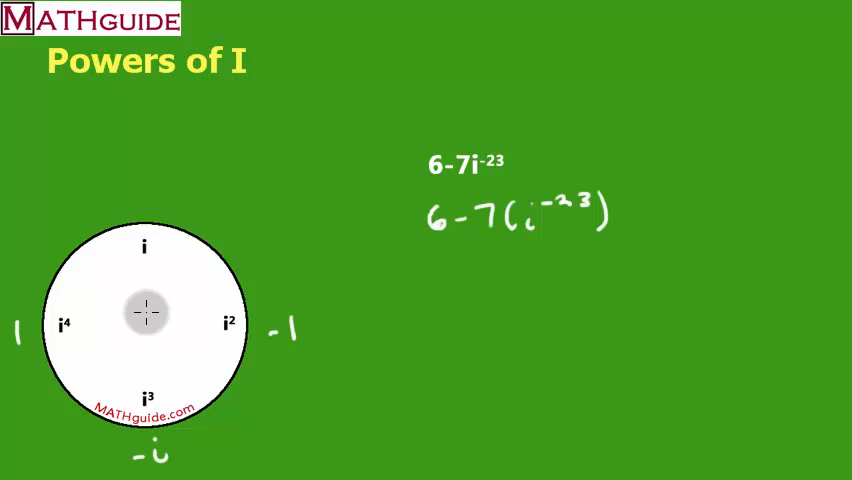 MATHGUIDE
Powers of I
6-7i⁻²³
6-7(i⁻²³)
i
1
i⁴
i²
-1
i³
MATHguide.com
-i